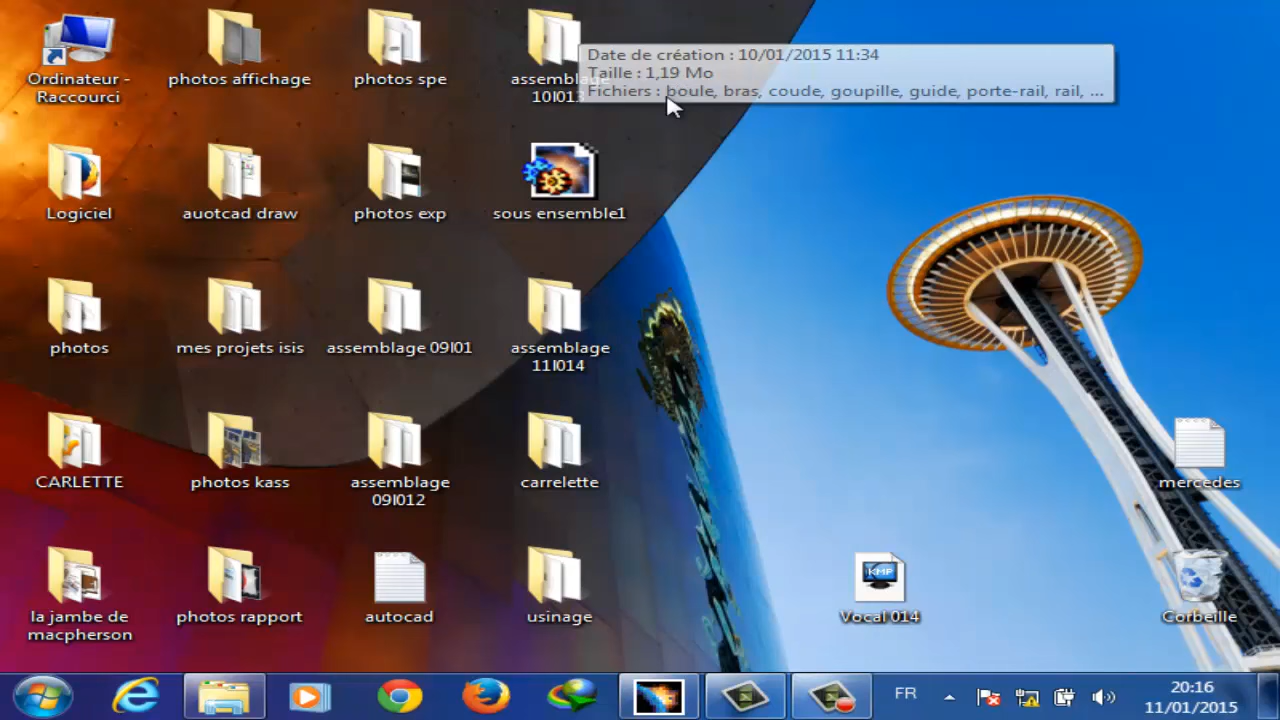 Ordinateur -
Raccourci
photos affichage
photos spe
assemblage
10l013
Date de création : 10/01/2015 11:34
Taille : 1,19 Mo
Fichiers : boule, bras, coude, goupille, guide, porte-rail, rail, ...
Logiciel
auotcad draw
photos exp
sous ensemble1
photos
mes projets isis
assemblage 09l01
assemblage
11l014
CARLETTE
photos kass
assemblage
09l012
carrelette
mercedes
la jambe de
macpherson
photos rapport
autocad
usinage
KMP
Vocal 014
Corbeille
FR
20:16
11/01/2015